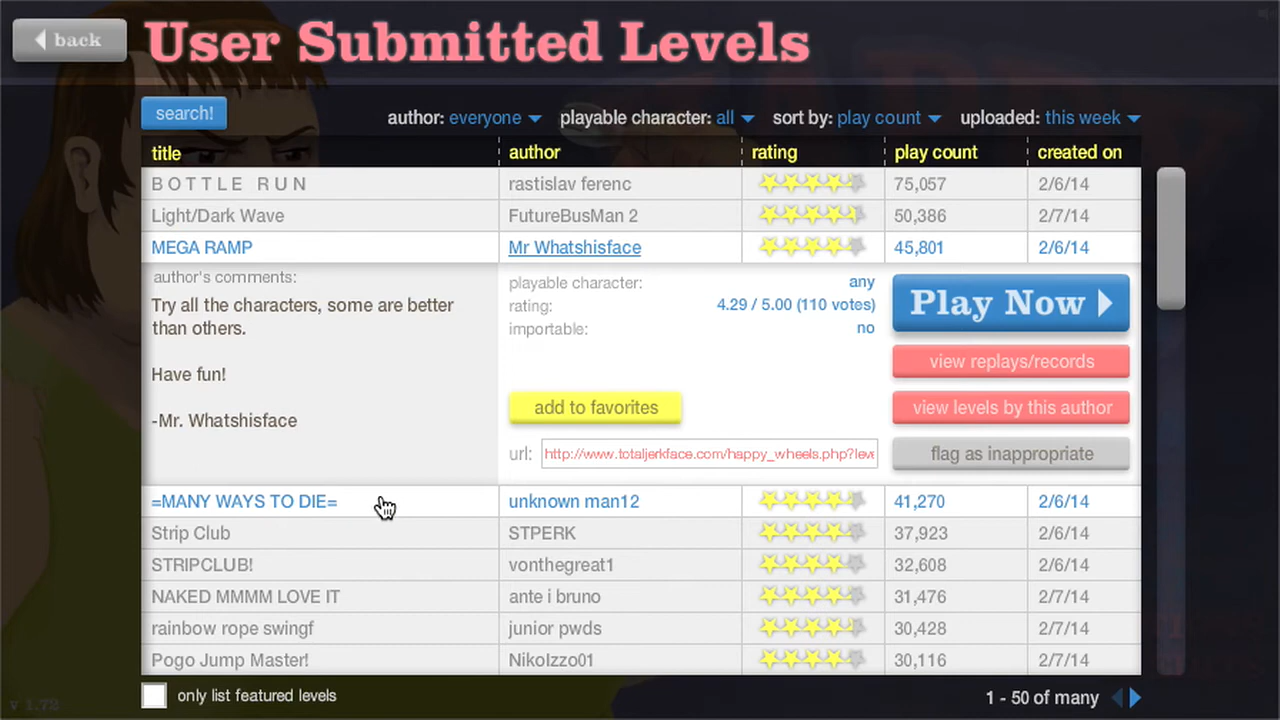 back
User Submitted Levels
search!
author: everyone
playable character: all
sort by: play count
uploaded: this week
title author rating play count created on
B O T T L E R U N rastislav ferenc 75,057 2/6/14
Light/Dark Wave FutureBusMan 2 50,386 2/7/14
MEGA RAMP Mr Whatshisface 45,801 2/6/14
author's comments:
Try all the characters, some are better
than others.
Have fun!
-Mr. Whatshisface
playable character: any
rating: 4.29 / 5.00 (110 votes)
importable: no
add to favorites
url: http://www.totaljerkface.com/happy_wheels.php?leve
Play Now
view replays/records
view levels by this author
flag as inappropriate
=MANY WAYS TO DIE= unknown man12 41,270 2/6/14
Strip Club STPERK 37,923 2/6/14
STRIPCLUB! vonthegreat1 32,608 2/6/14
NAKED MMMM LOVE IT ante i bruno 31,476 2/7/14
rainbow rope swingf junior pwds 30,428 2/7/14
Pogo Jump Master! NikoIzzo01 30,116 2/7/14
only list featured levels
1 - 50 of many
v 1.72